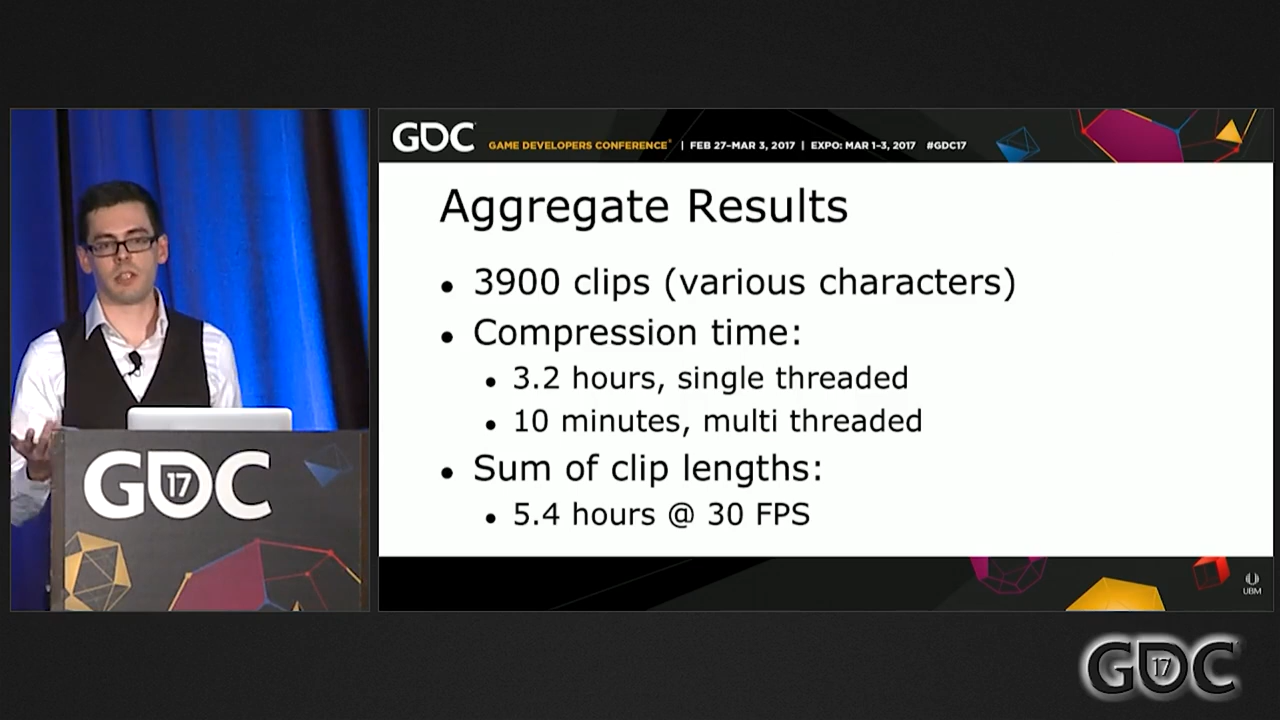 GDC
GAME DEVELOPERS CONFERENCE® | FEB 27–MAR 3, 2017 | EXPO: MAR 1–3, 2017 #GDC17
Aggregate Results
• 3900 clips (various characters)
• Compression time:
• 3.2 hours, single threaded
• 10 minutes, multi threaded
• Sum of clip lengths:
• 5.4 hours @ 30 FPS
UBM
GDC 17
GDC 17